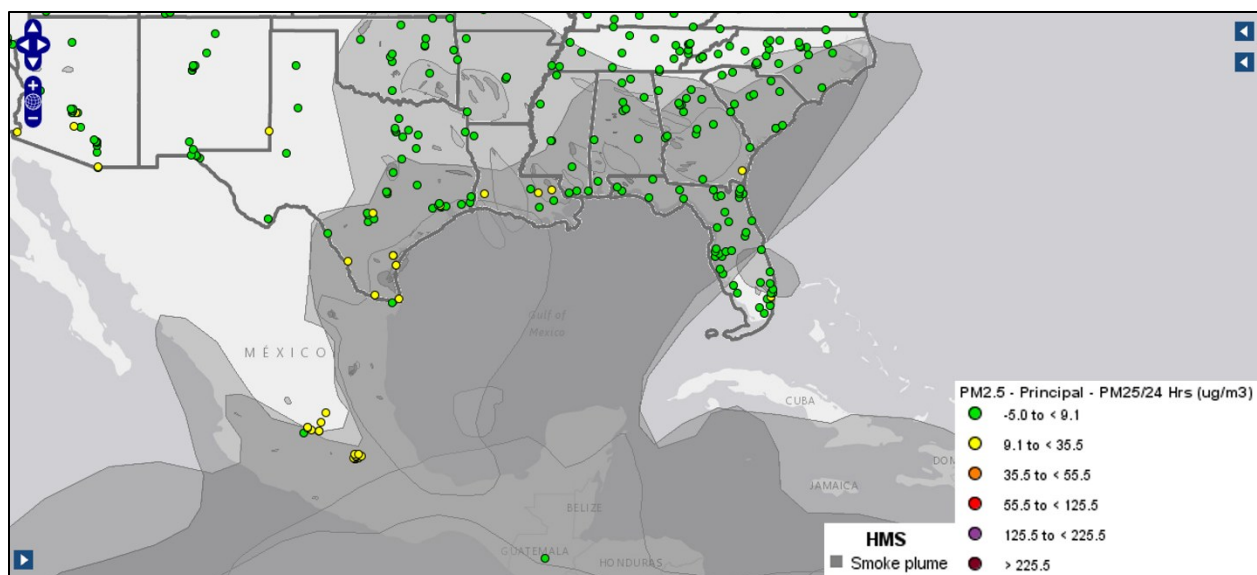 Gulf of
Mexico
MÉXICO
CUBA
JAMAICA
DOM
BELIZE
GUATEMALA
HONDURAS
PM2.5 - Principal - PM25/24 Hrs (ug/m3)
-5.0 to < 9.1
9.1 to < 35.5
35.5 to < 55.5
55.5 to < 125.5
125.5 to < 225.5
> 225.5
HMS
Smoke plume